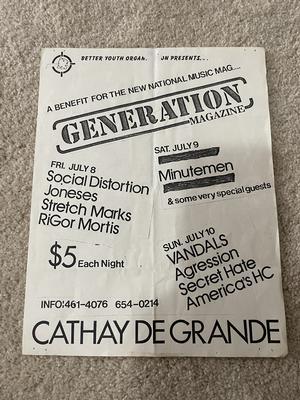 BETTER YOUTH ORGAN. ON PRESENTS...
A BENEFIT FOR THE NEW NATIONAL MUSIC MAG....
GENERATION
MAGAZINE
FRI. JULY 8
Social Distortion
Joneses
Stretch Marks
RiGor Mortis
$5 Each Night
SAT. JULY 9
Minutemen
& some very special guests
SUN. JULY 10
VANDALS
Agression
Secret Hate
America's HC
INFO:461-4076 654-0214
CATHAY DE GRANDE